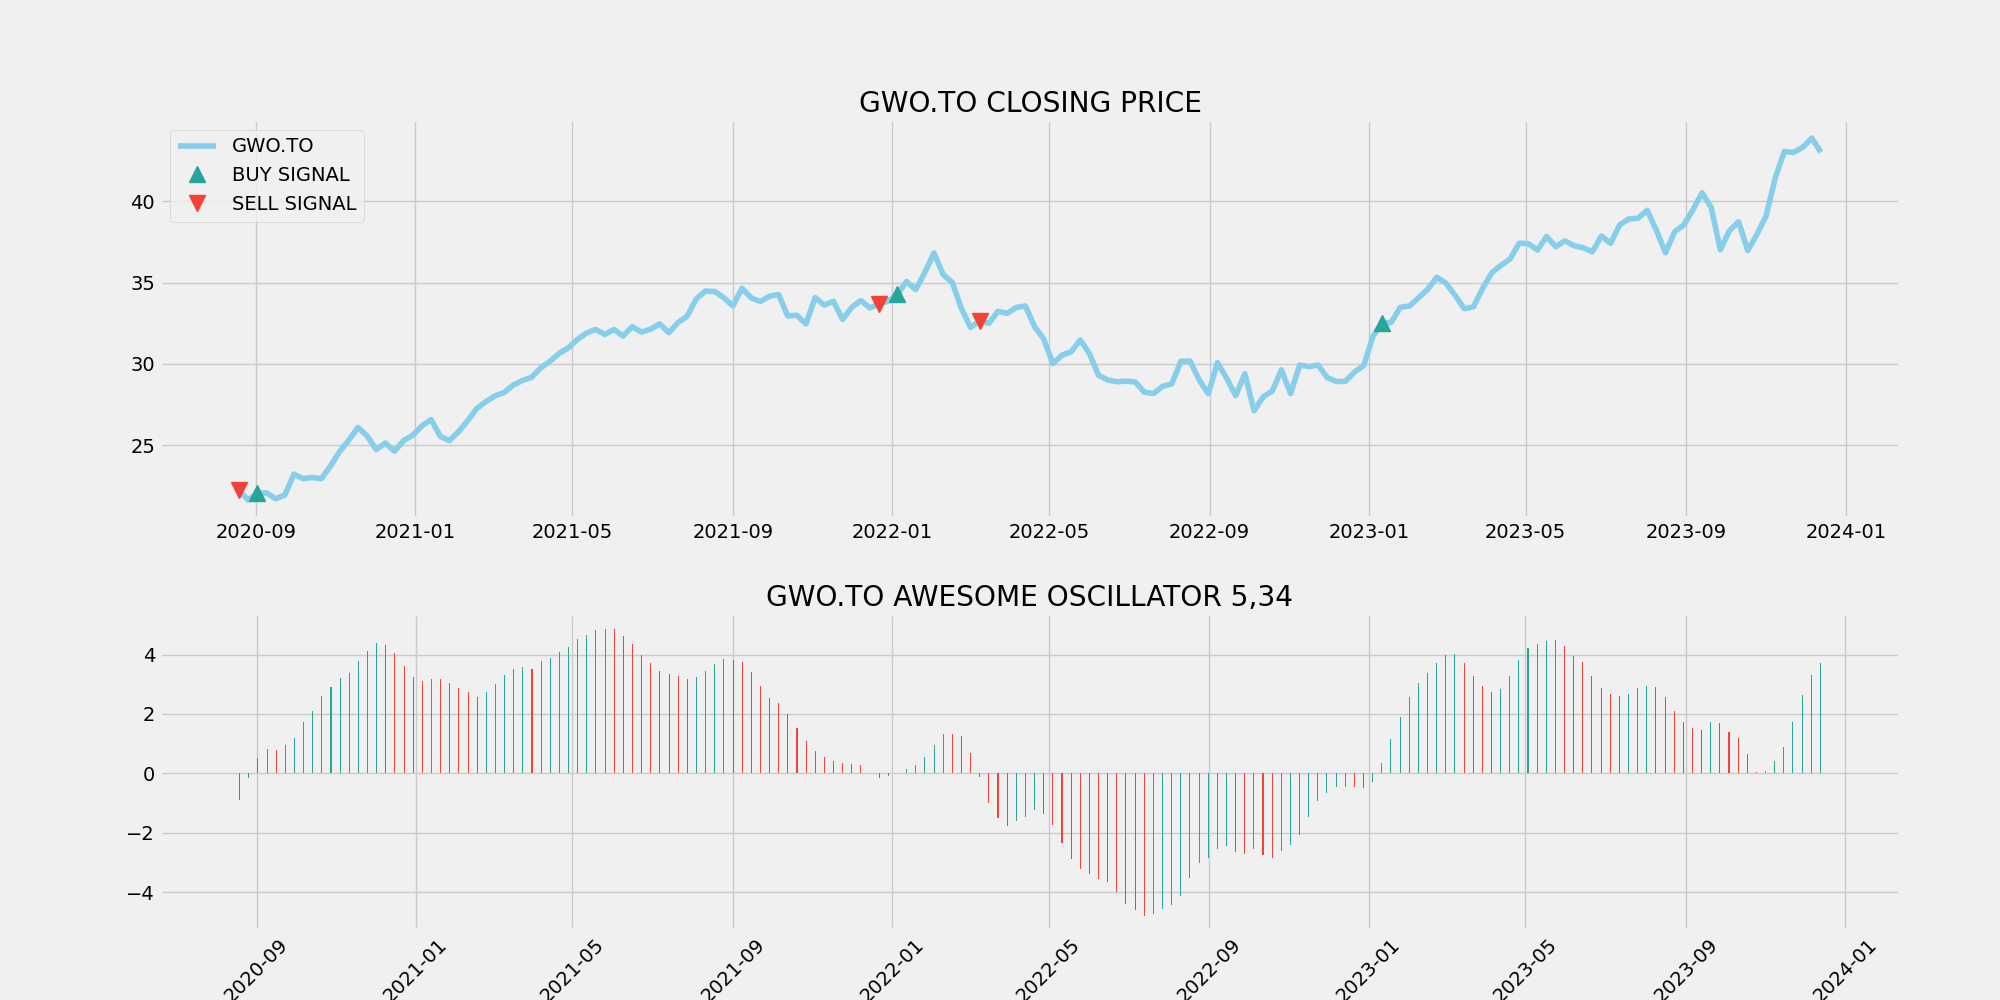 GWO.TO CLOSING PRICE
GWO.TO
BUY SIGNAL
SELL SIGNAL
40
35
30
25
2020-09 2021-01 2021-05 2021-09 2022-01 2022-05 2022-09 2023-01 2023-05 2023-09 2024-01
GWO.TO AWESOME OSCILLATOR 5,34
4
2
0
−2
−4
2020-09 2021-01 2021-05 2021-09 2022-01 2022-05 2022-09 2023-01 2023-05 2023-09 2024-01